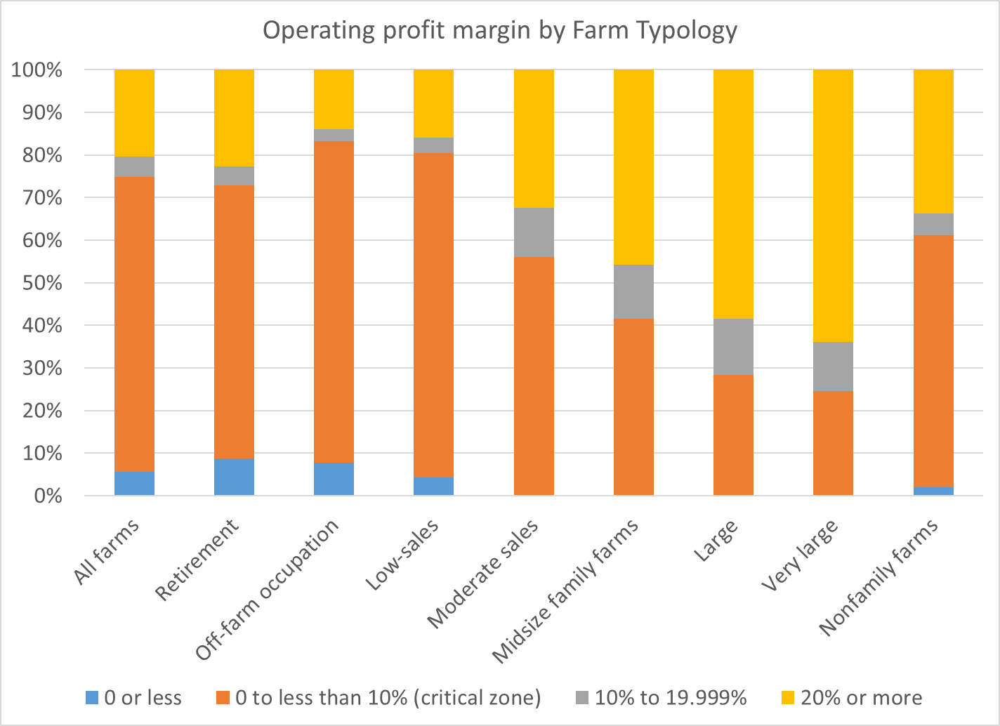 Operating profit margin by Farm Typology
100%
90%
80%
70%
60%
50%
40%
30%
20%
10%
0%
All farms
Retirement
Off-farm occupation
Low-sales
Moderate sales
Midsize family farms
Large
Very large
Nonfamily farms
0 or less
0 to less than 10% (critical zone)
10% to 19.999%
20% or more